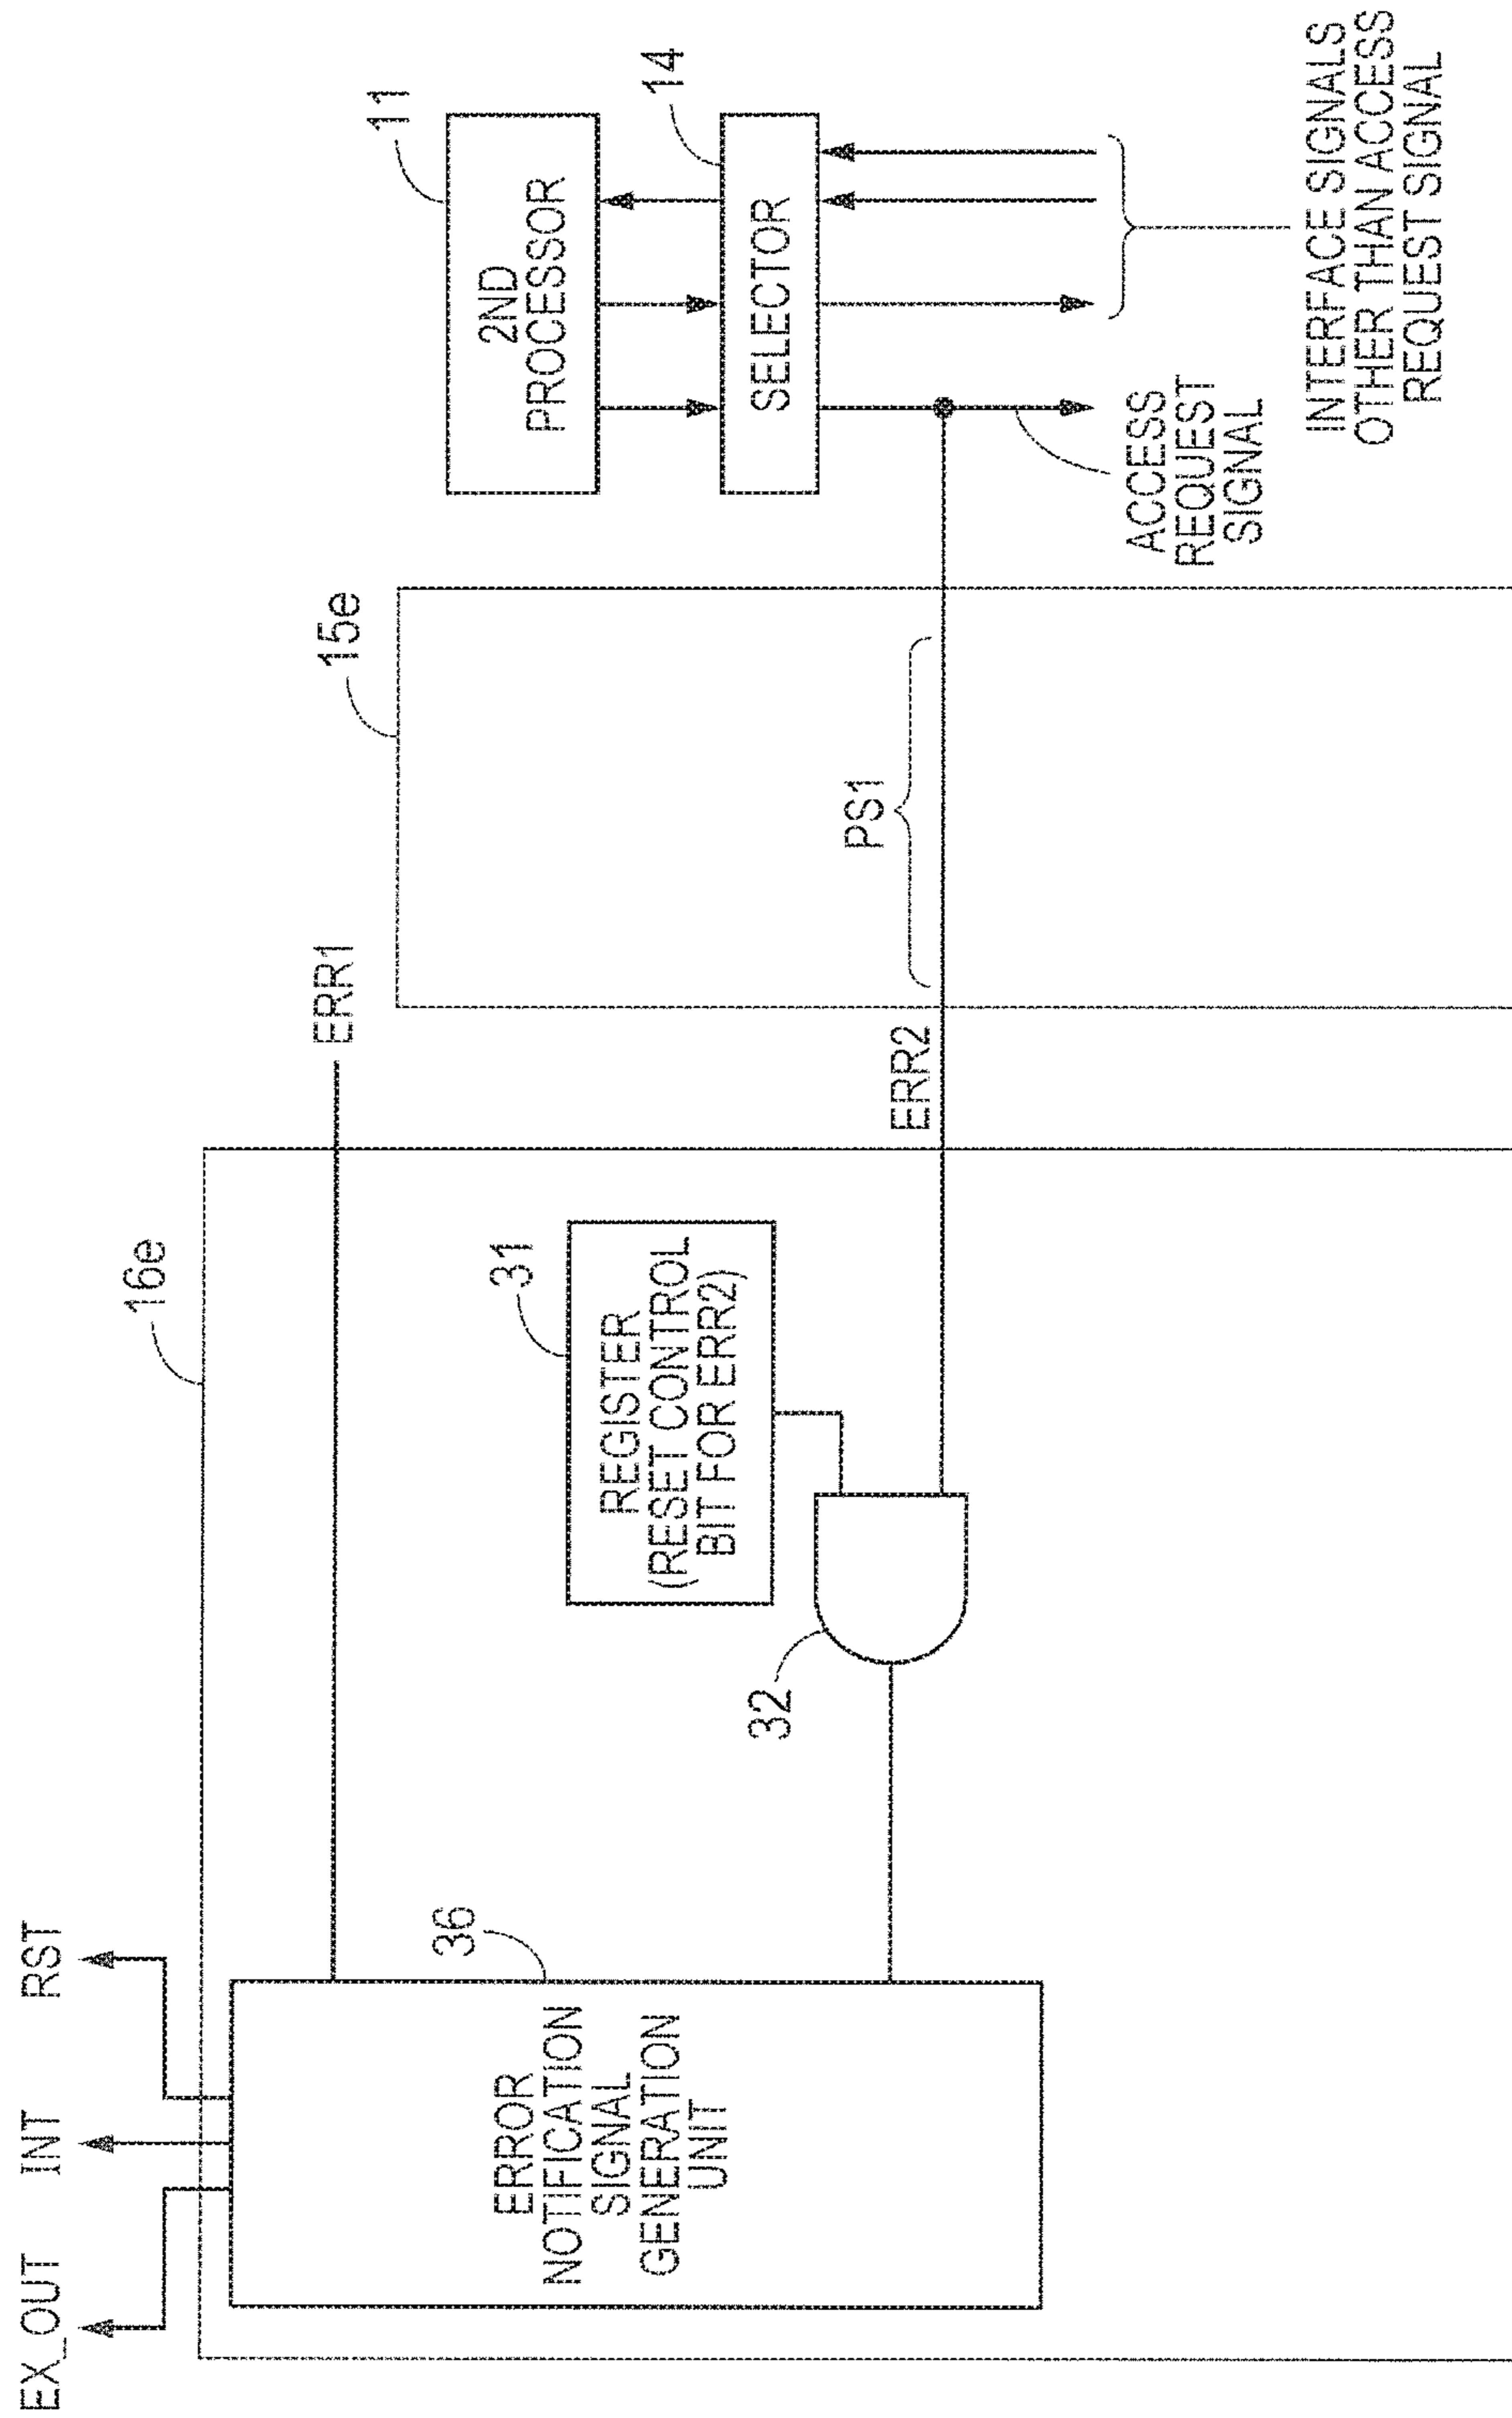 EX_OUT
INT
RST
16e
ERR1
15e
11
2ND
PROCESSOR
14
SELECTOR
36
ERROR
NOTIFICATION
SIGNAL
GENERATION
UNIT
31
REGISTER
(RESET CONTROL
BIT FOR ERR2)
32
ERR2
PS1
ACCESS
REQUEST
SIGNAL
INTERFACE SIGNALS
OTHER THAN ACCESS
REQUEST SIGNAL